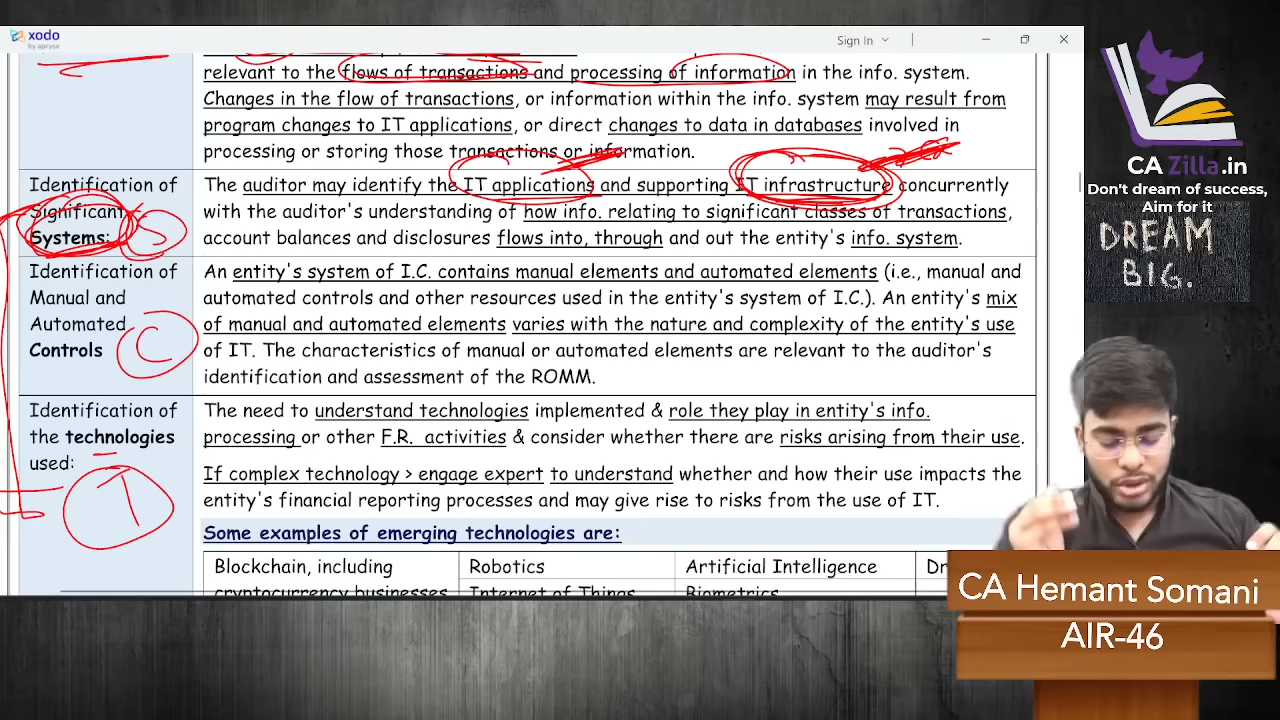 xodo
by apryse
Sign In
relevant to the flows of transactions and processing of information in the info. system.
Changes in the flow of transactions, or information within the info. system may result from
program changes to IT applications, or direct changes to data in databases involved in
processing or storing those transactions or information.
Identification of
Significant
Systems:
S
The auditor may identify the IT applications and supporting IT infrastructure concurrently
with the auditor's understanding of how info. relating to significant classes of transactions,
account balances and disclosures flows into, through and out the entity's info. system.
Identification of
Manual and
Automated
Controls
C
An entity's system of I.C. contains manual elements and automated elements (i.e., manual and
automated controls and other resources used in the entity's system of I.C.). An entity's mix
of manual and automated elements varies with the nature and complexity of the entity's use
of IT. The characteristics of manual or automated elements are relevant to the auditor's
identification and assessment of the ROMM.
Identification of
the technologies
used:
T
The need to understand technologies implemented & role they play in entity's info.
processing or other F.R. activities & consider whether there are risks arising from their use.
If complex technology > engage expert to understand whether and how their use impacts the
entity's financial reporting processes and may give rise to risks from the use of IT.
Some examples of emerging technologies are:
Blockchain, including
cryptocurrency businesses
Robotics
Internet of Things
Artificial Intelligence
Biometrics
CA Zilla.in
Don't dream of success,
Aim for it
DREAM
BIG.
CA Hemant Somani
AIR-46